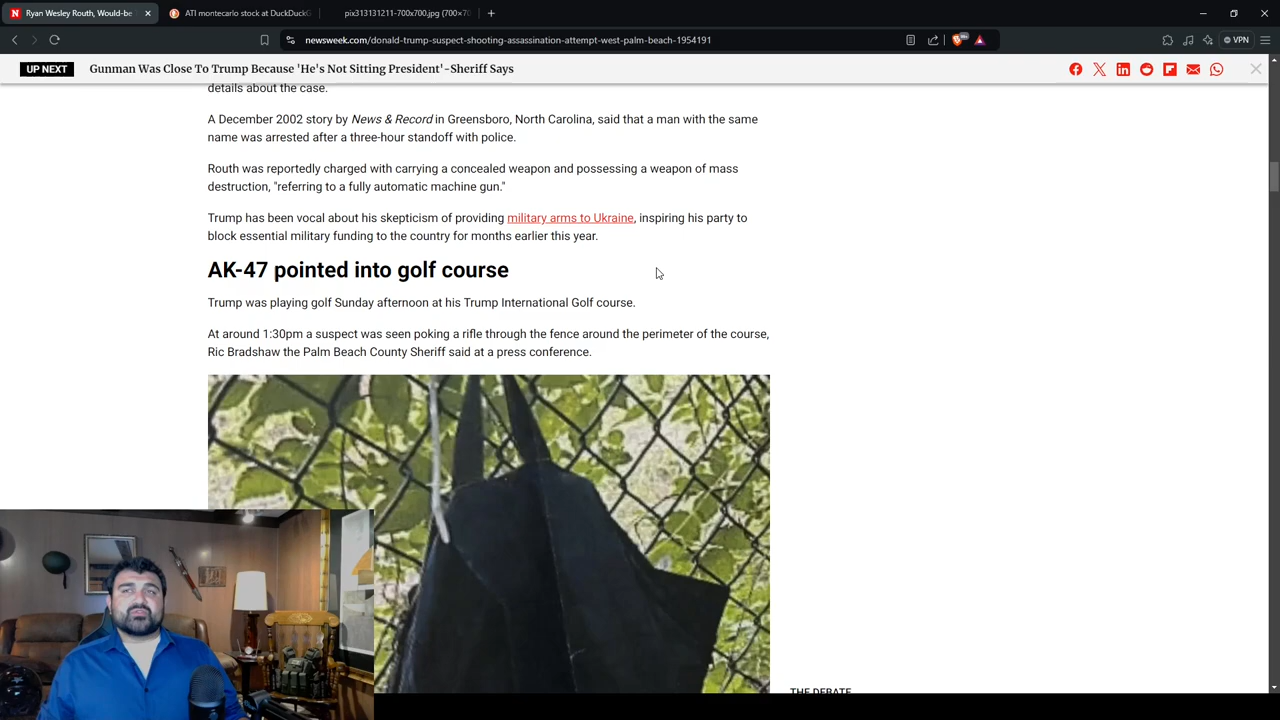 Ryan Wesley Routh, Would-be
ATI montecarlo stock at DuckDuckG
pix313131211-700x700.jpg (700×70
newsweek.com/donald-trump-suspect-shooting-assassination-attempt-west-palm-beach-1954191
VPN
UP NEXT
Gunman Was Close To Trump Because 'He's Not Sitting President'-Sheriff Says
details about the case.
A December 2002 story by News & Record in Greensboro, North Carolina, said that a man with the same
name was arrested after a three-hour standoff with police.
Routh was reportedly charged with carrying a concealed weapon and possessing a weapon of mass
destruction, "referring to a fully automatic machine gun."
Trump has been vocal about his skepticism of providing military arms to Ukraine, inspiring his party to
block essential military funding to the country for months earlier this year.
AK-47 pointed into golf course
Trump was playing golf Sunday afternoon at his Trump International Golf course.
At around 1:30pm a suspect was seen poking a rifle through the fence around the perimeter of the course,
Ric Bradshaw the Palm Beach County Sheriff said at a press conference.
THE DEBATE